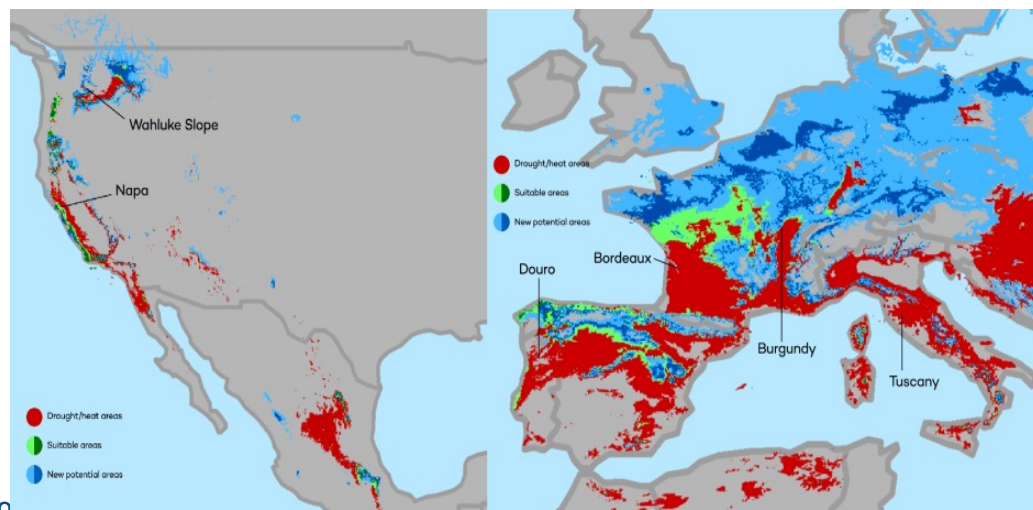 Wahluke Slope
Napa
Drought/heat areas
Suitable areas
New potential areas
Drought/heat areas
Suitable areas
New potential areas
Bordeaux
Douro
Burgundy
Tuscany